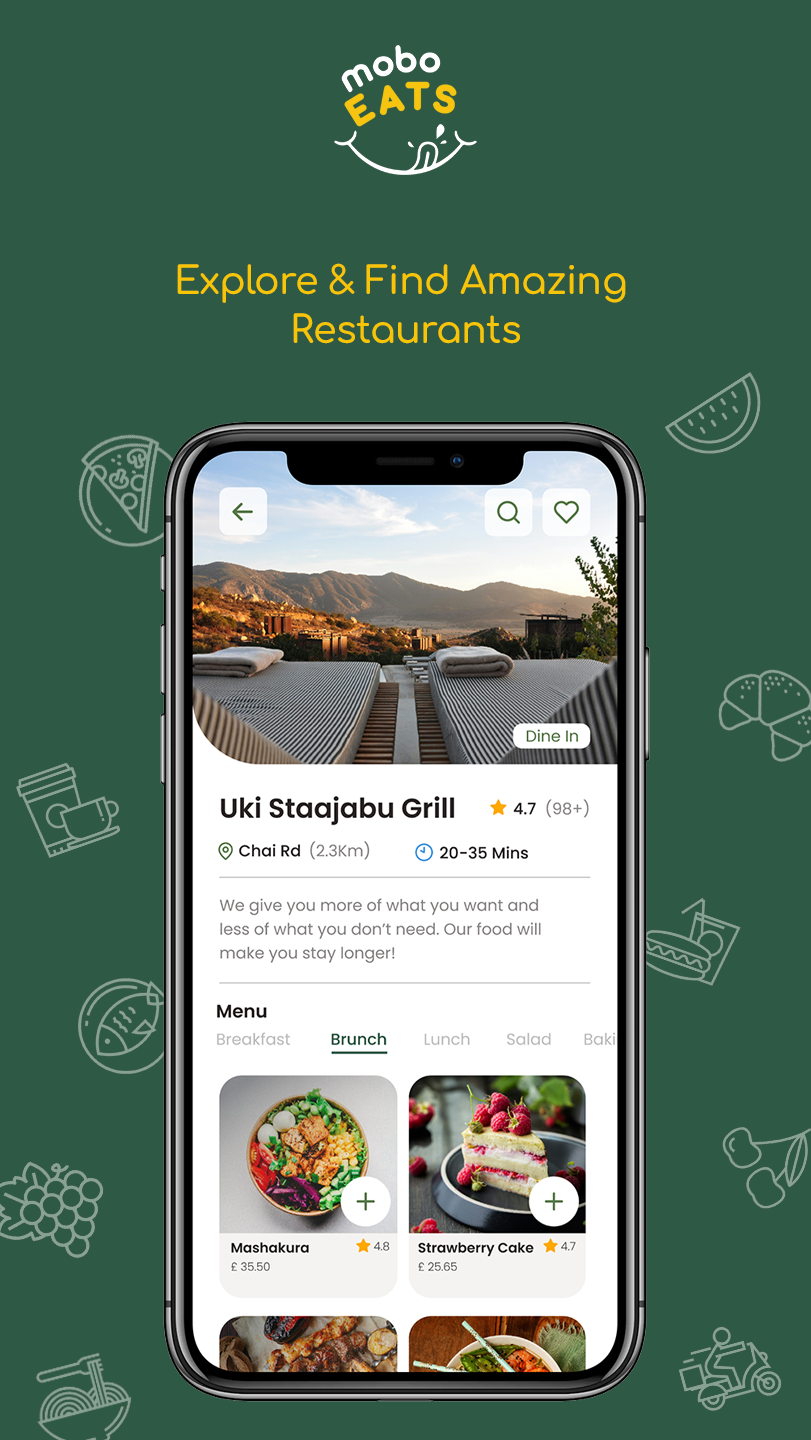 mobo
EATS
Explore & Find Amazing
Restaurants
Dine In
Uki Staajabu Grill 4.7 (98+)
Chai Rd (2.3Km) 20-35 Mins
We give you more of what you want and
less of what you don't need. Our food will
make you stay longer!
Menu
Breakfast Brunch Lunch Salad Baki
Mashakura 4.8
£ 35.50
Strawberry Cake 4.7
£ 25.65